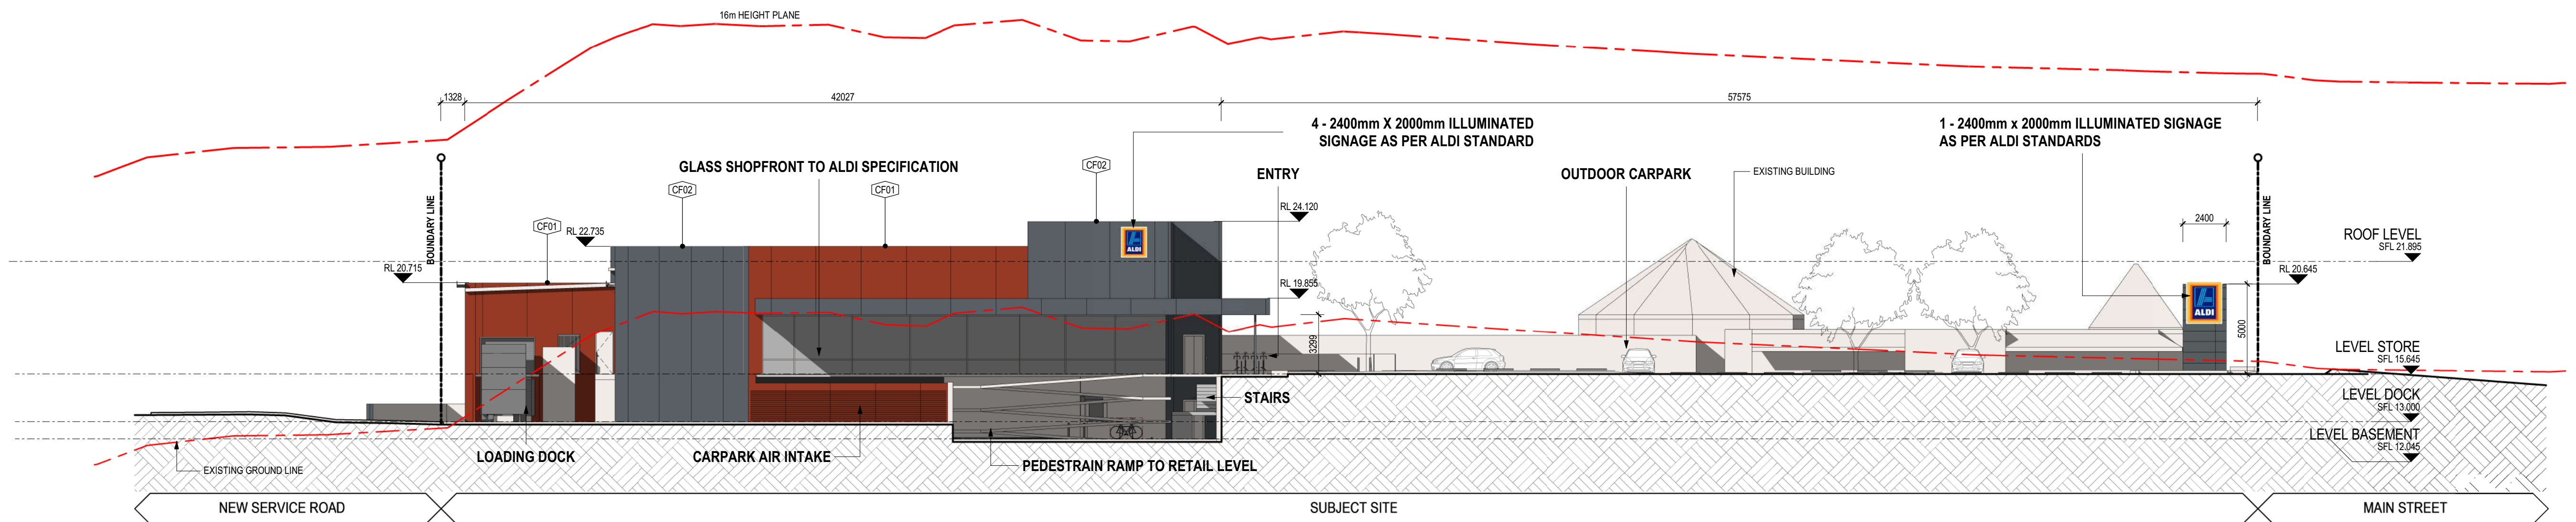 16m HEIGHT PLANE
1328
42027
57575
4 - 2400mm X 2000mm ILLUMINATED
SIGNAGE AS PER ALDI STANDARD
1 - 2400mm x 2000mm ILLUMINATED SIGNAGE
AS PER ALDI STANDARDS
GLASS SHOPFRONT TO ALDI SPECIFICATION
CF02
ENTRY
OUTDOOR CARPARK
EXISTING BUILDING
CF02
CF01
CF01
BOUNDARY LINE
BOUNDARY LINE
RL 24.120
RL 22.735
2400
ROOF LEVEL
SFL 21.895
ALDI
RL 20.715
RL 20.645
RL 19.855
ALDI
3299
5000
LEVEL STORE
SFL 15.645
STAIRS
LEVEL DOCK
SFL 13.000
LEVEL BASEMENT
SFL 12.045
LOADING DOCK
CARPARK AIR INTAKE
PEDESTRAIN RAMP TO RETAIL LEVEL
EXISTING GROUND LINE
NEW SERVICE ROAD
SUBJECT SITE
MAIN STREET